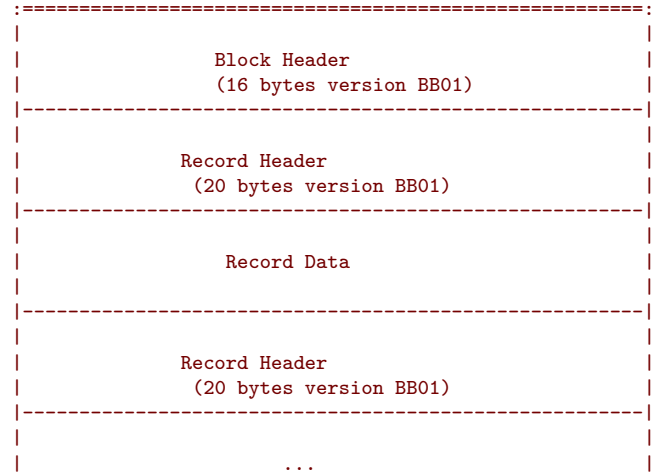 :=======================================================:
|                                                       |
|                 Block Header                          |
|                 (16 bytes version BB01)               |
|-------------------------------------------------------|
|                                                       |
|              Record Header                            |
|               (20 bytes version BB01)                 |
|-------------------------------------------------------|
|                                                       |
|                  Record Data                          |
|                                                       |
|-------------------------------------------------------|
|                                                       |
|              Record Header                            |
|               (20 bytes version BB01)                 |
|-------------------------------------------------------|
|                                                       |
|                       ...                             |